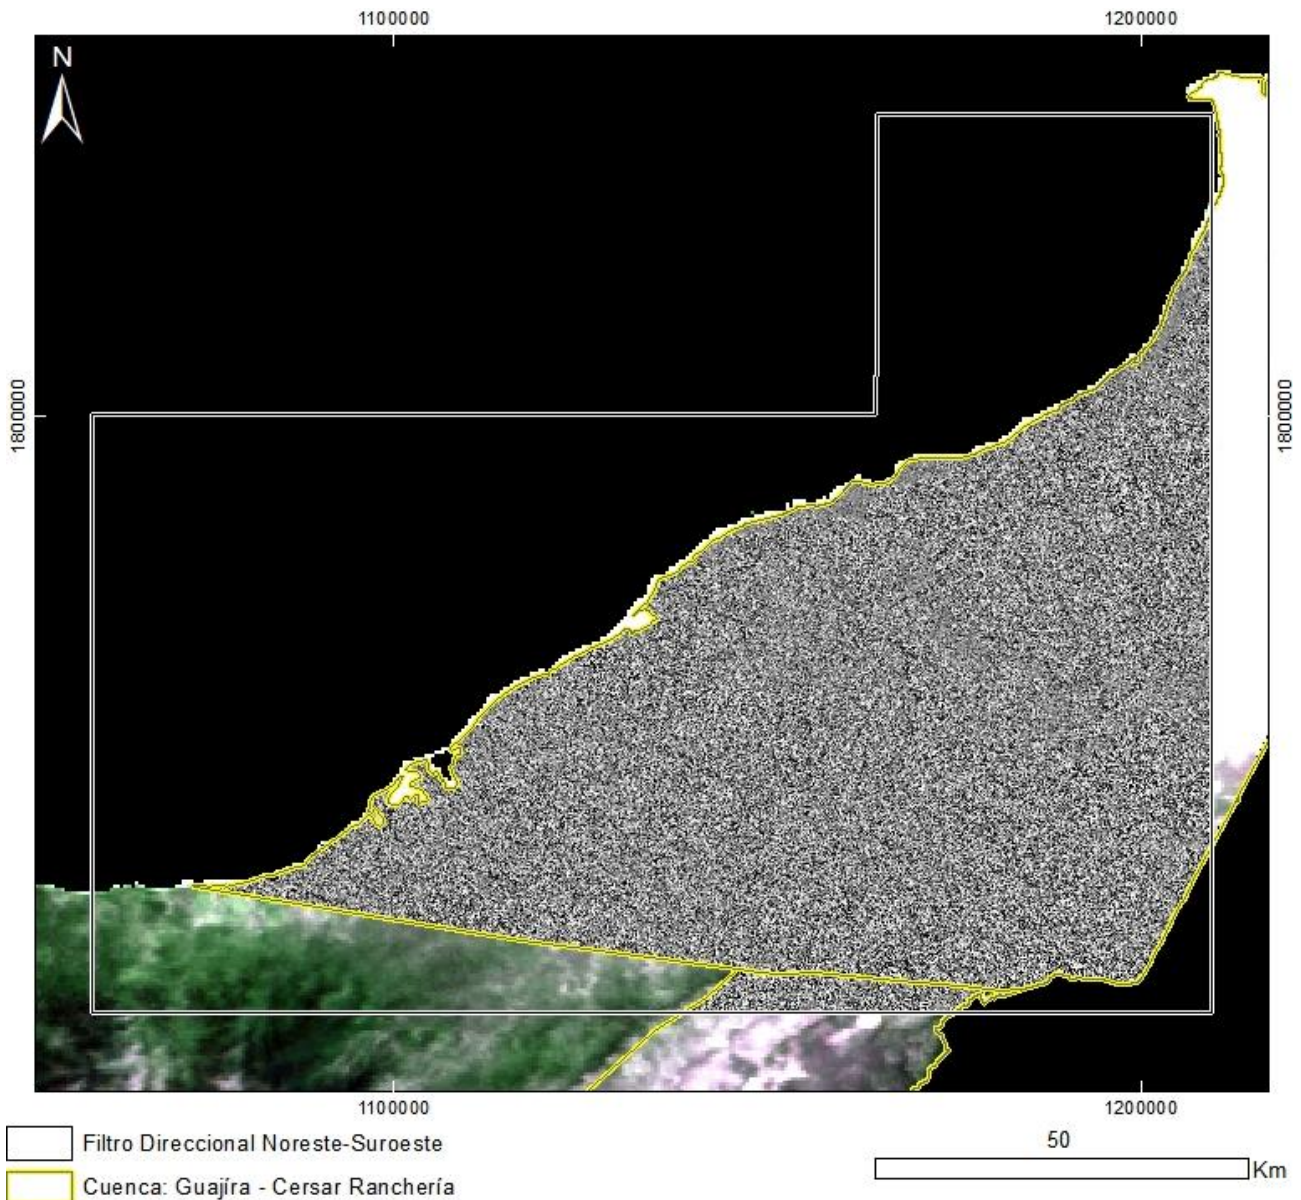 1100000 1200000
N
1800000 1800000
1100000 1200000
Filtro Direccional Noreste-Suroeste
50
Km
Cuenca: Guajíra - Cersar Ranchería